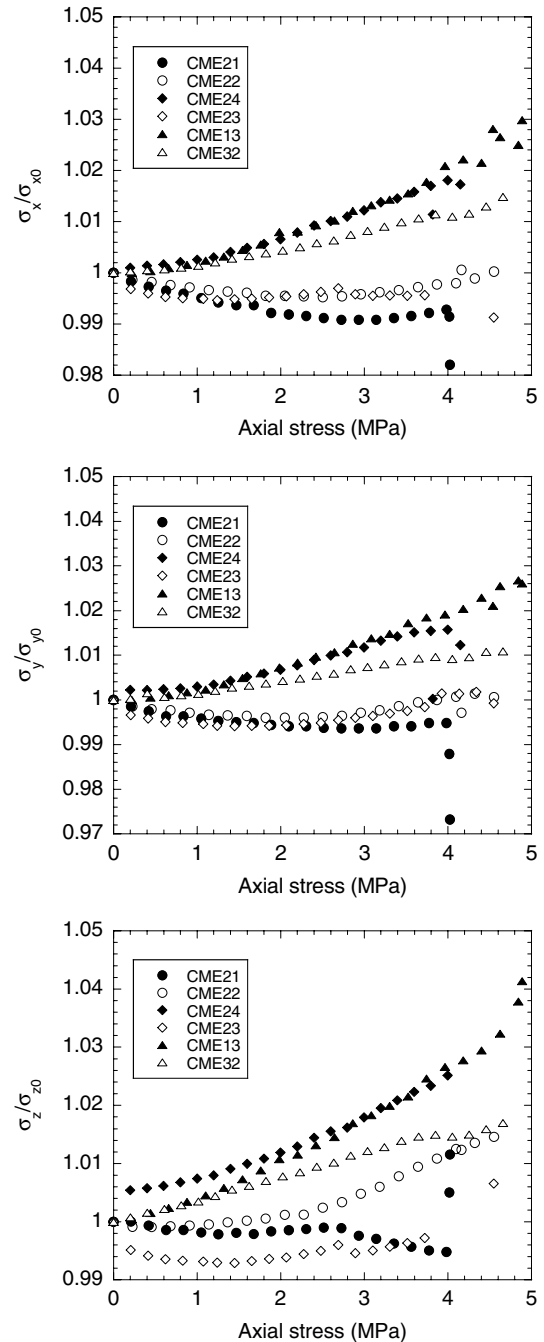 1.05
1.04
1.03
1.02
1.01
1
0.99
0.98
σx/σx0
CME21
CME22
CME24
CME23
CME13
CME32
0 1 2 3 4 5
Axial stress (MPa)
1.05
1.04
1.03
1.02
1.01
1
0.99
0.98
0.97
σy/σy0
CME21
CME22
CME24
CME23
CME13
CME32
0 1 2 3 4 5
Axial stress (MPa)
1.05
1.04
1.03
1.02
1.01
1
0.99
σz/σz0
CME21
CME22
CME24
CME23
CME13
CME32
0 1 2 3 4 5
Axial stress (MPa)